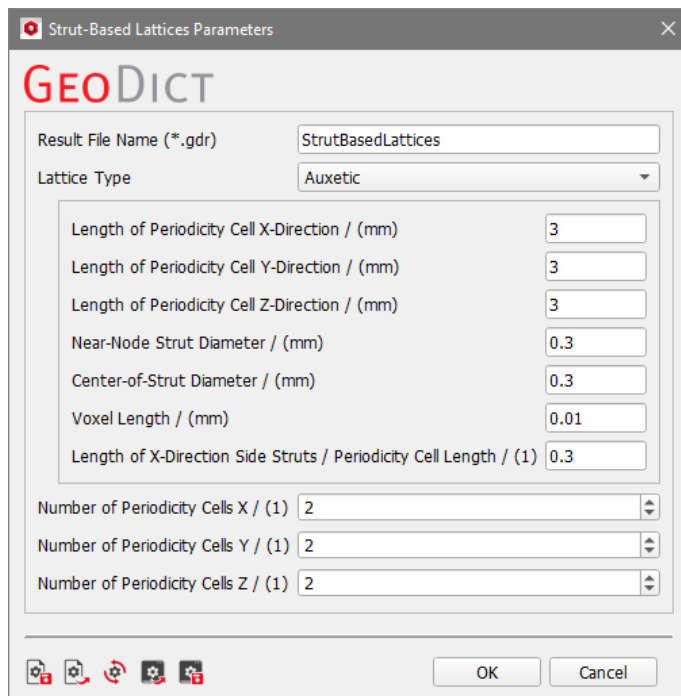 Strut-Based Lattices Parameters
GEODICT
Result File Name (*.gdr) StrutBasedLattices
Lattice Type Auxetic
Length of Periodicity Cell X-Direction / (mm) 3
Length of Periodicity Cell Y-Direction / (mm) 3
Length of Periodicity Cell Z-Direction / (mm) 3
Near-Node Strut Diameter / (mm) 0.3
Center-of-Strut Diameter / (mm) 0.3
Voxel Length / (mm) 0.01
Length of X-Direction Side Struts / Periodicity Cell Length / (1) 0.3
Number of Periodicity Cells X / (1) 2
Number of Periodicity Cells Y / (1) 2
Number of Periodicity Cells Z / (1) 2
OK Cancel